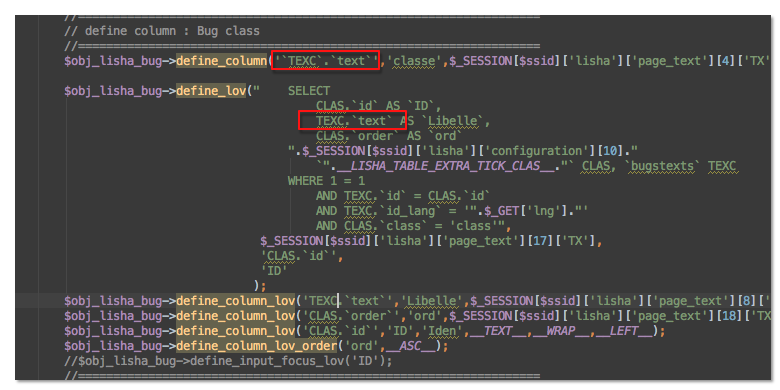 //============================================================
// define column : Bug class
//============================================================
$obj_lisha_bug->define_column('`TEXC`.`text`','classe',$_SESSION[$ssid]['lisha']['page_text'][4]['TX'
$obj_lisha_bug->define_lov("    SELECT
CLAS.`id` AS `ID`,
TEXC.`text` AS `Libelle`,
CLAS.`order` AS `ord`
".$_SESSION[$ssid]['lisha']['configuration'][10]."
`".__LISHA_TABLE_EXTRA_TICK_CLAS__."` CLAS, `bugstexts` TEXC
WHERE 1 = 1
AND TEXC.`id` = CLAS.`id`
AND TEXC.`id_lang` = '".$_GET['lng']."'
AND CLAS.`class` = 'class'",
$_SESSION[$ssid]['lisha']['page_text'][17]['TX'],
'CLAS.`id`',
'ID'
);
$obj_lisha_bug->define_column_lov('TEXC.`text`','Libelle',$_SESSION[$ssid]['lisha']['page_text'][8]['
$obj_lisha_bug->define_column_lov('CLAS.`order`','ord',$_SESSION[$ssid]['lisha']['page_text'][18]['TX
$obj_lisha_bug->define_column_lov('CLAS.`id`','ID','Iden',__TEXT__,__WRAP__,__LEFT__);
$obj_lisha_bug->define_column_lov_order('ord',__ASC__);
//$obj_lisha_bug->define_input_focus_lov('ID');
//============================================================